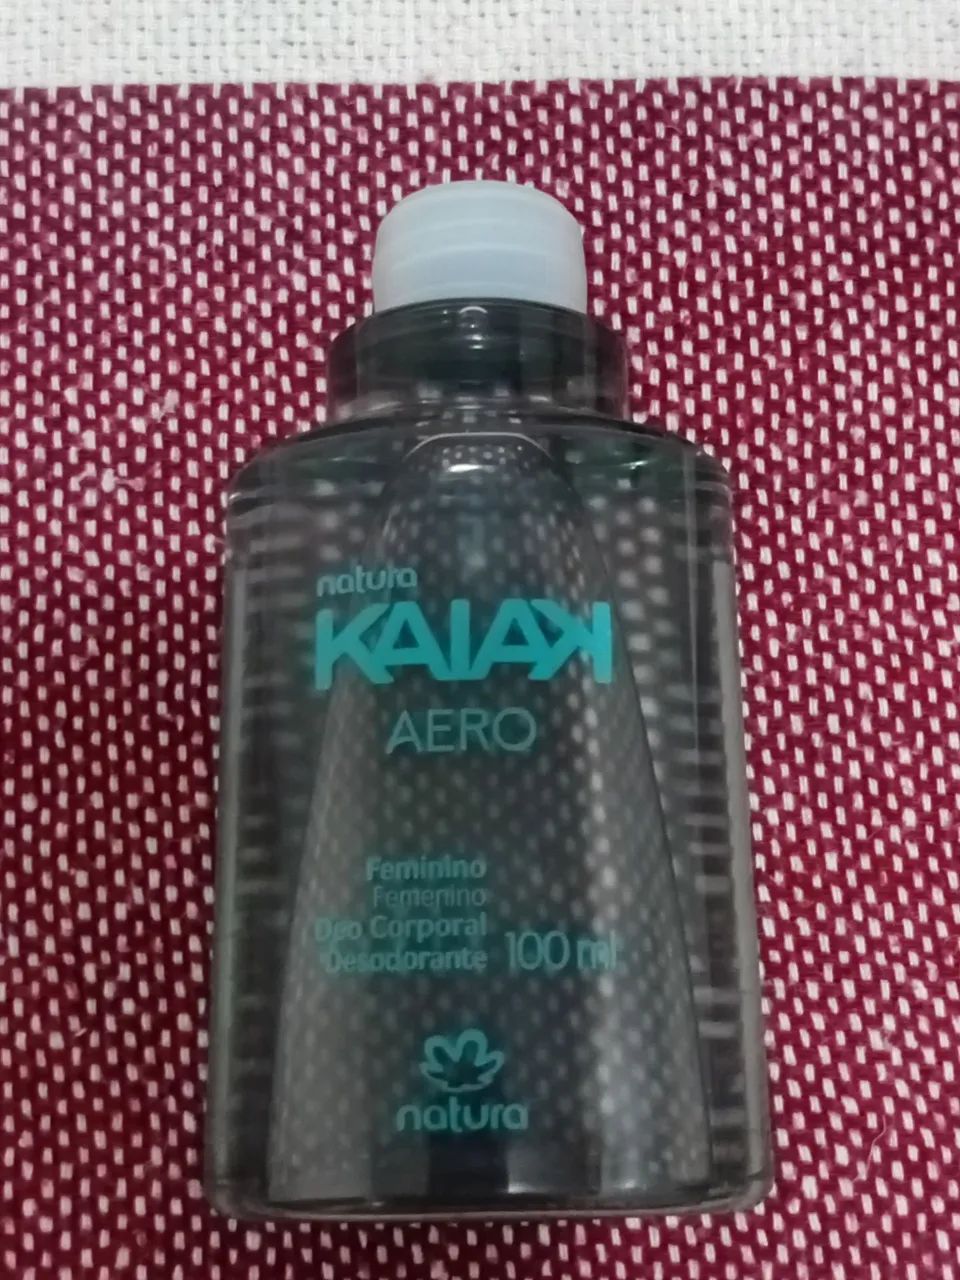 natura
KAIAK
AERO
Feminino
Femenino
Deo Corporal
Desodorante 100 ml
natura